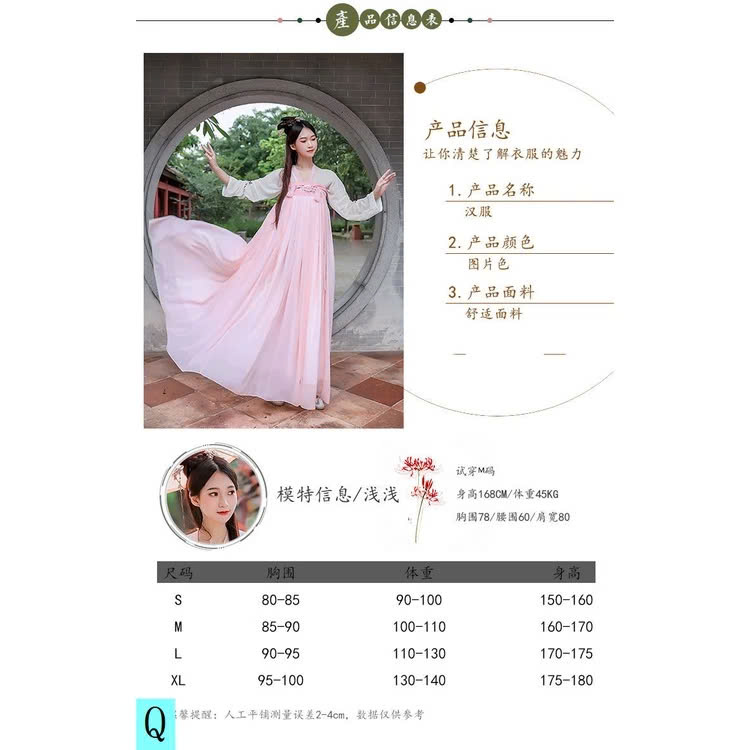 產品信息表
产品信息
让你清楚了解衣服的魅力
1. 产品名称
汉服
2. 产品颜色
图片色
3. 产品面料
舒适面料
模特信息/浅浅
试穿M码
身高168CM/体重45KG
胸围78/腰围60/肩宽80
尺码 胸围 体重 身高
S 80-85 90-100 150-160
M 85-90 100-110 160-170
L 90-95 110-130 170-175
XL 95-100 130-140 175-180
Q 馨提醒：人工平铺测量误差2-4cm，数据仅供参考